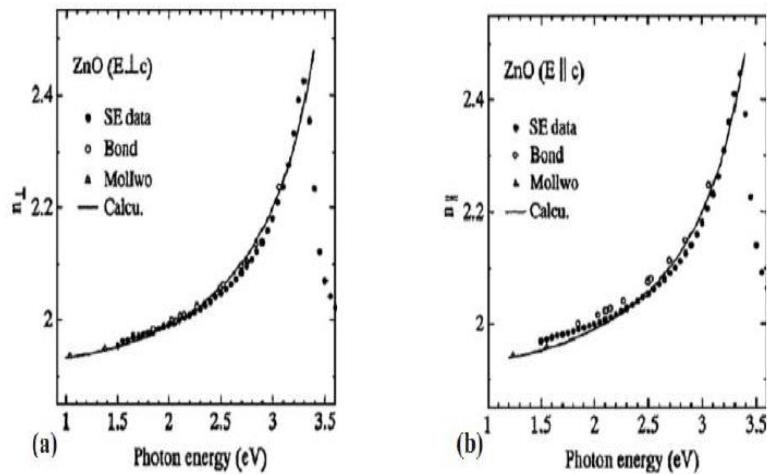 ZnO (E⊥c)
SE data
Bond
Mollwo
Calcu.
n⊥
2.4
2.2
2
1 1.5 2 2.5 3 3.5
Photon energy (eV)
(a)
ZnO (E || c)
SE data
Bond
Mollwo
Calcu.
n||
2.4
2.2
2
1 1.5 2 2.5 3 3.5
Photon energy (eV)
(b)